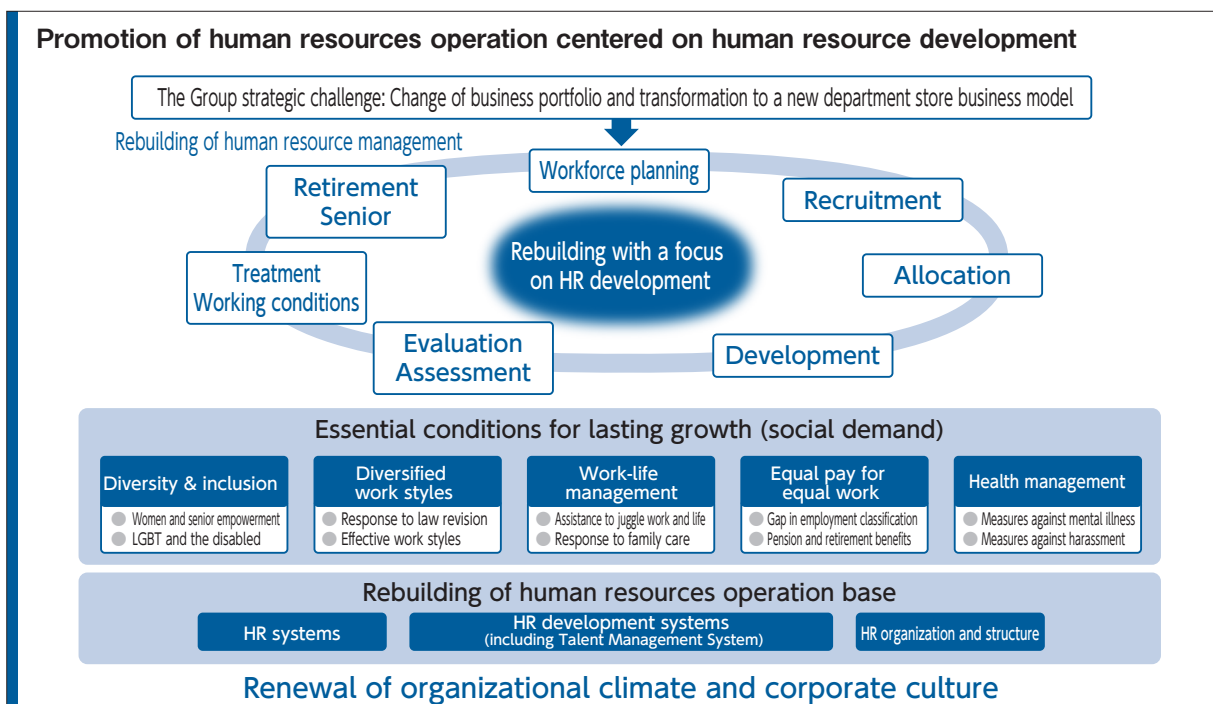 Promotion of human resources operation centered on human resource development
The Group strategic challenge: Change of business portfolio and transformation to a new department store business model
Rebuilding of human resource management
Workforce planning
Retirement
Senior
Recruitment
Rebuilding with a focus
on HR development
Treatment
Working conditions
Allocation
Evaluation
Assessment
Development
Essential conditions for lasting growth (social demand)
Diversity & inclusion
● Women and senior empowerment
● LGBT and the disabled
Diversified
work styles
● Response to law revision
● Effective work styles
Work-life
management
● Assistance to juggle work and life
● Response to family care
Equal pay for
equal work
● Gap in employment classification
● Pension and retirement benefits
Health management
● Measures against mental illness
● Measures against harassment
Rebuilding of human resources operation base
HR systems
HR development systems
(including Talent Management System)
HR organization and structure
Renewal of organizational climate and corporate culture